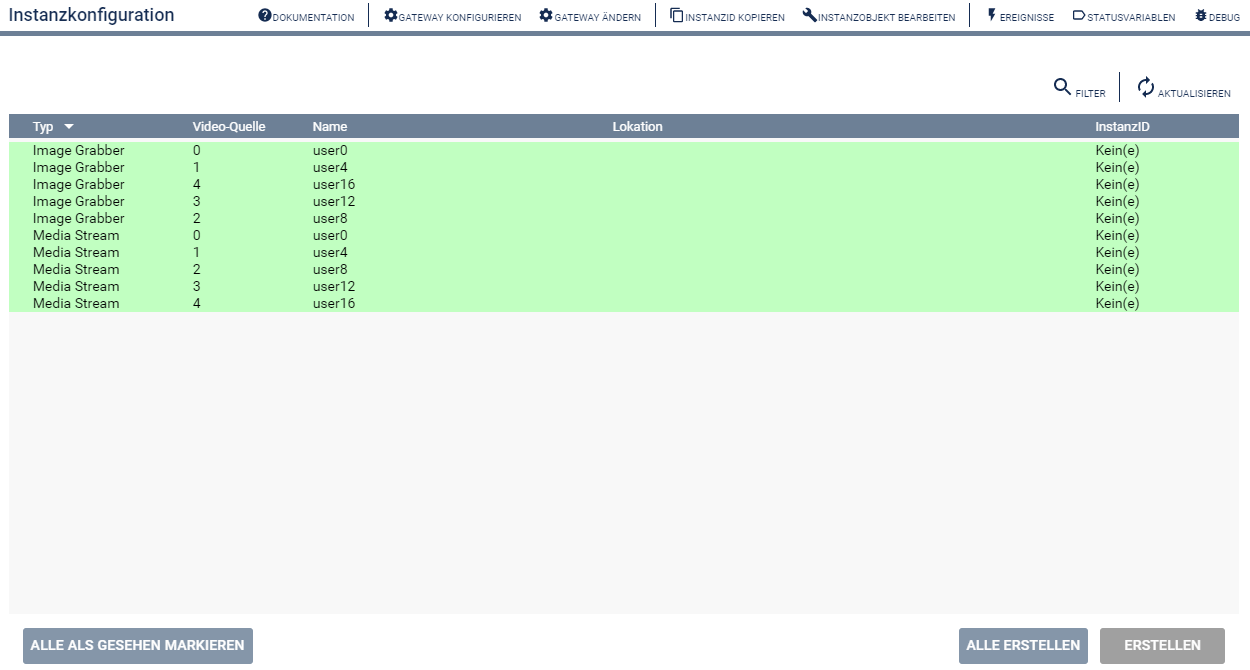 Instanzkonfiguration DOKUMENTATION GATEWAY KONFIGURIEREN GATEWAY ÄNDERN INSTANZID KOPIEREN INSTANZOBJEKT BEARBEITEN EREIGNISSE STATUSVARIABLEN DEBUG
FILTER AKTUALISIEREN
Typ Video-Quelle Name Lokation InstanzID
Image Grabber 0 user0 Kein(e)
Image Grabber 1 user4 Kein(e)
Image Grabber 4 user16 Kein(e)
Image Grabber 3 user12 Kein(e)
Image Grabber 2 user8 Kein(e)
Media Stream 0 user0 Kein(e)
Media Stream 1 user4 Kein(e)
Media Stream 2 user8 Kein(e)
Media Stream 3 user12 Kein(e)
Media Stream 4 user16 Kein(e)
ALLE ALS GESEHEN MARKIEREN ALLE ERSTELLEN ERSTELLEN